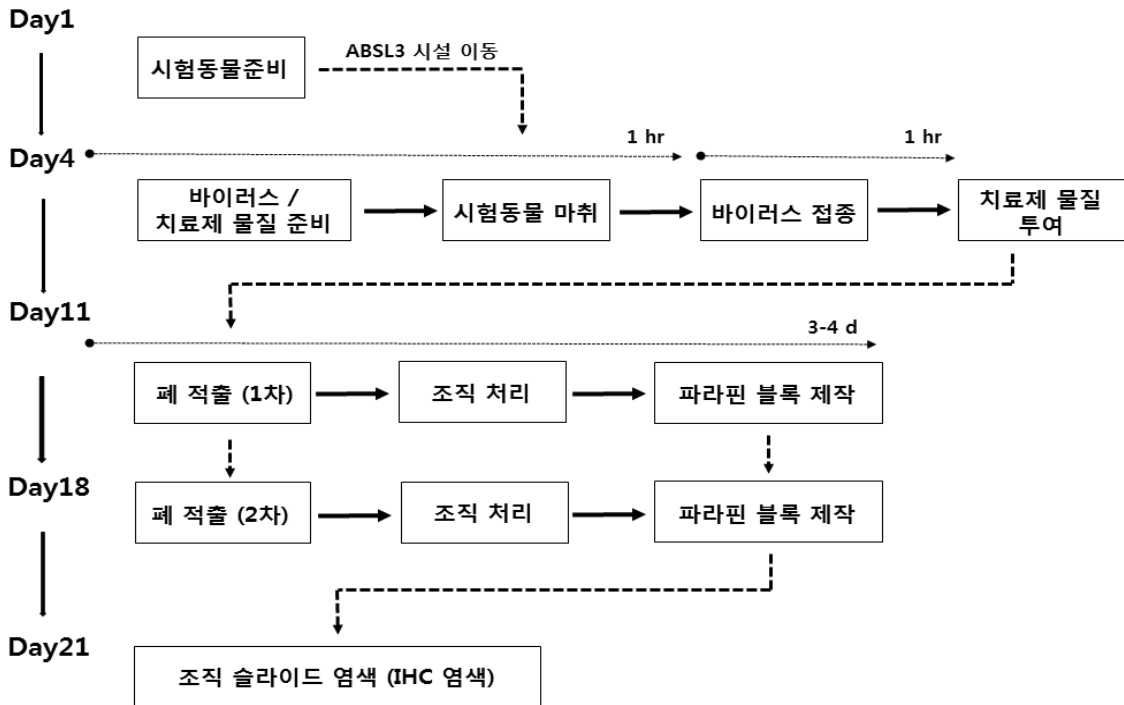 Day1
ABSL3 시설 이동
시험동물준비
1 hr
1 hr
Day4
바이러스 /
치료제 물질 준비
시험동물 마취
바이러스 접종
치료제 물질
투여
Day11
3-4 d
폐 적출 (1차)
조직 처리
파라핀 블록 제작
Day18
폐 적출 (2차)
조직 처리
파라핀 블록 제작
Day21
조직 슬라이드 염색 (IHC 염색)